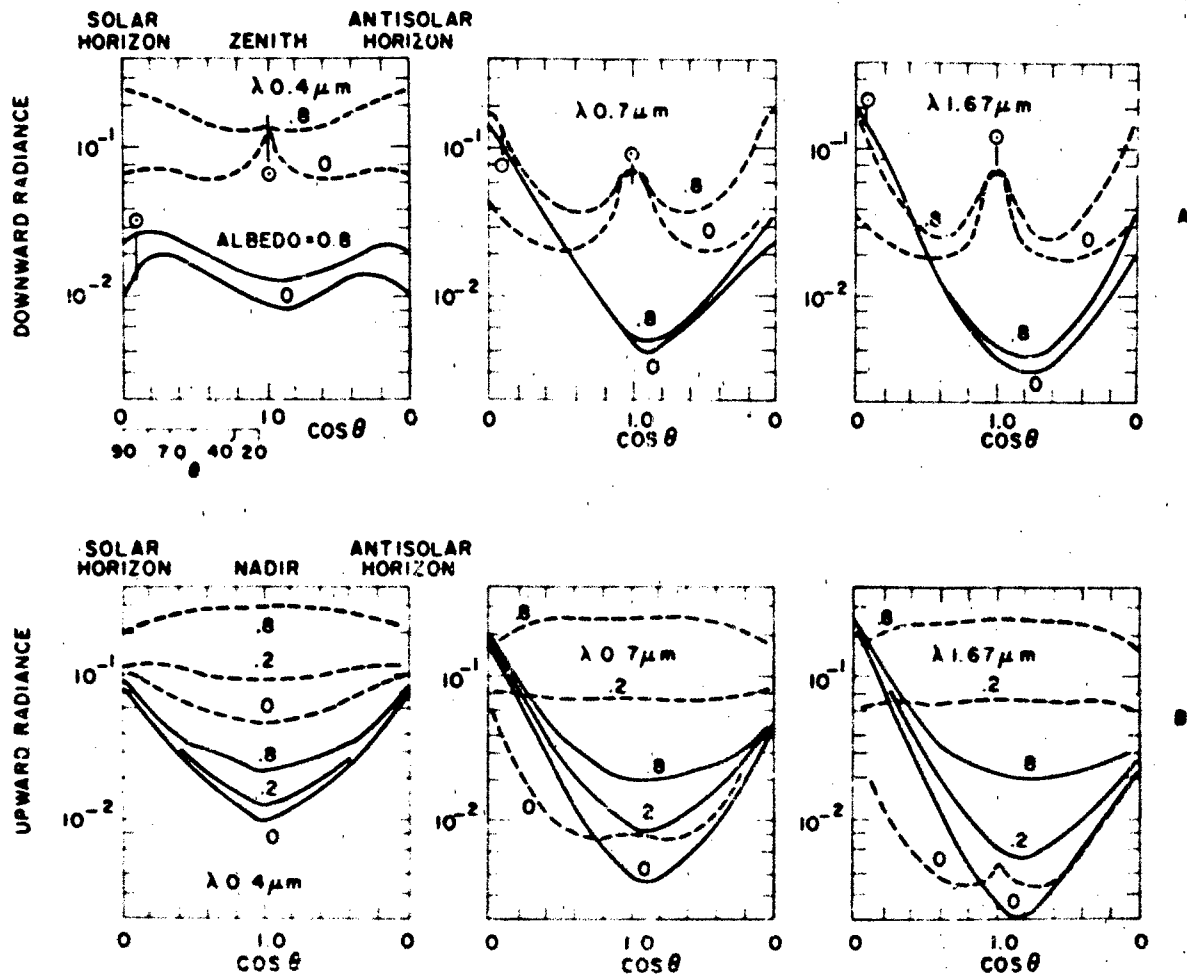 SOLAR HORIZON
ZENITH
ANTISOLAR HORIZON
DOWNWARD RADIANCE
10⁻¹
10⁻²
λ 0.4 μm
.8
0
ALBEDO = 0.8
0
0 1.0 0
COS θ
90 70 40 20
θ
λ 0.7 μm
.8
0
.8
0
10⁻¹
10⁻²
0 1.0 0
COS θ
λ 1.67 μm
.8
0
.8
0
10⁻¹
10⁻²
0 1.0 0
COS θ
A
SOLAR HORIZON
NADIR
ANTISOLAR HORIZON
UPWARD RADIANCE
10⁻¹
10⁻²
.8
.2
0
.8
.2
0
λ 0.4 μm
0 1.0 0
COS θ
.8
λ 0.7 μm
.2
.8
0
.2
0
10⁻¹
10⁻²
0 1.0 0
COS θ
.8
λ 1.67 μm
.2
.8
.2
0
0
10⁻¹
10⁻²
0 1.0 0
COS θ
B